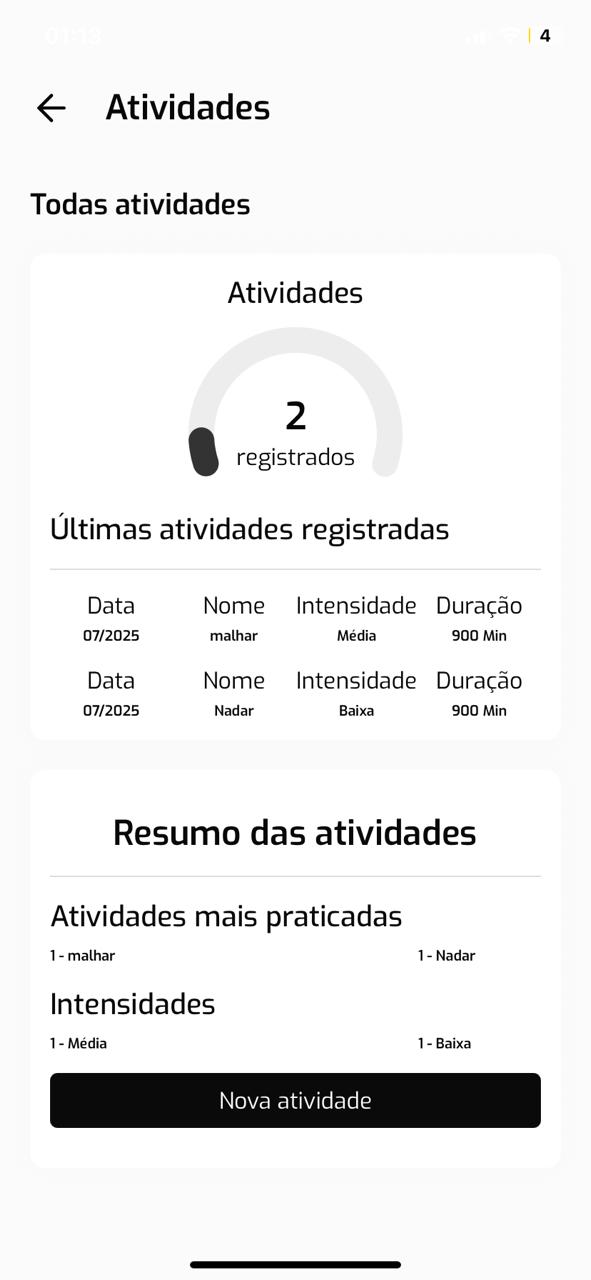 01:13
4
Atividades
Todas atividades
Atividades
2
registrados
Últimas atividades registradas
Data Nome Intensidade Duração
07/2025 malhar Média 900 Min
Data Nome Intensidade Duração
07/2025 Nadar Baixa 900 Min
Resumo das atividades
Atividades mais praticadas
1 - malhar 1 - Nadar
Intensidades
1 - Média 1 - Baixa
Nova atividade